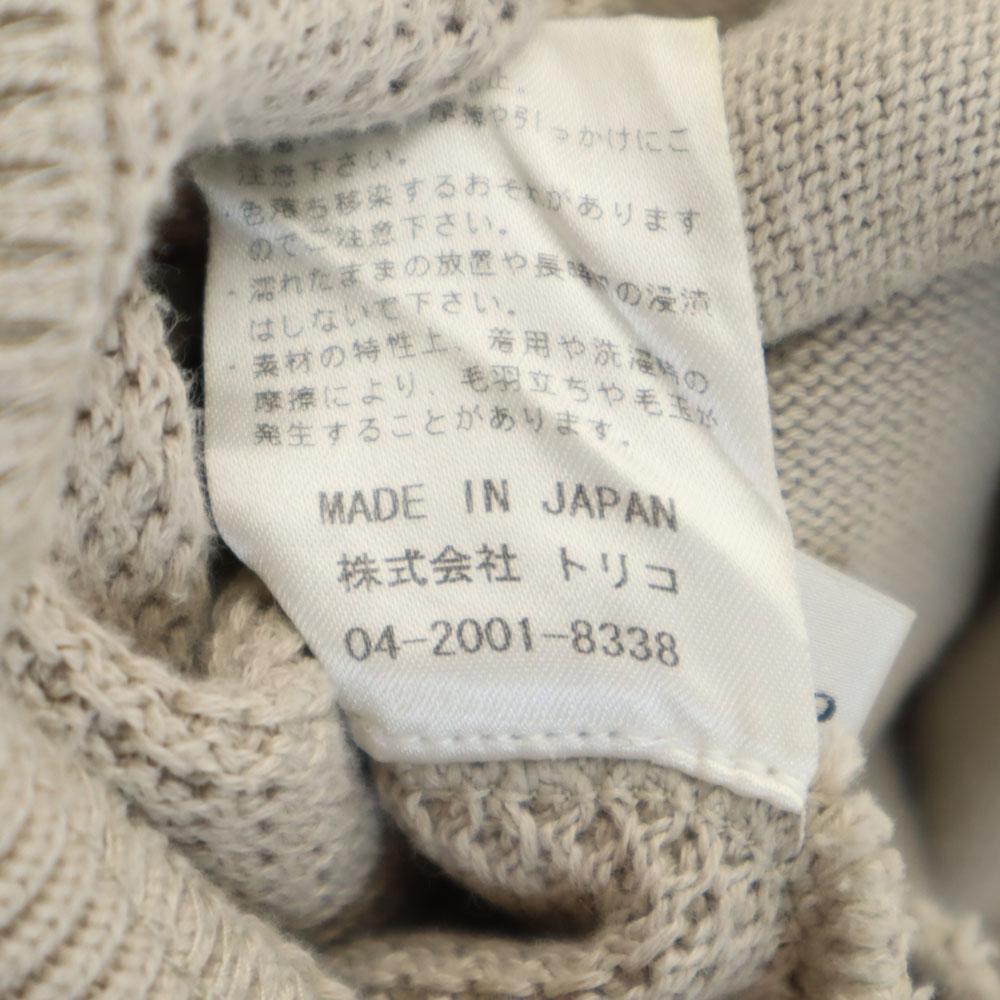 止。
摩擦や引っかけにご
注意下さい。
・色落ち移染するおそれがあります
のでご注意下さい。
・濡れたままの放置や長時間の浸漬
はしないで下さい。
・素材の特性上、着用や洗濯時の
摩擦により、毛羽立ちや毛玉が
発生することがあります。
MADE IN JAPAN
株式会社 トリコ
04-2001-8338